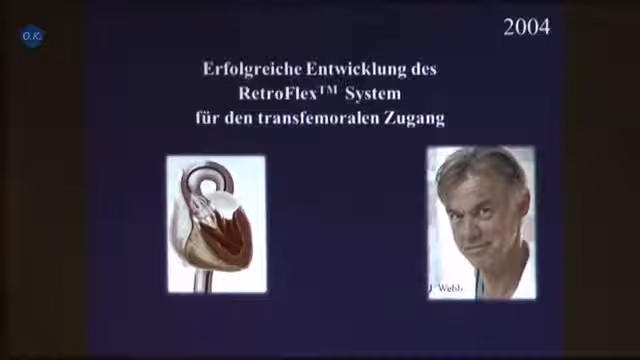 O.K.
2004
Erfolgreiche Entwicklung des
RetroFlex™ System
für den transfemoralen Zugang
J. Webb